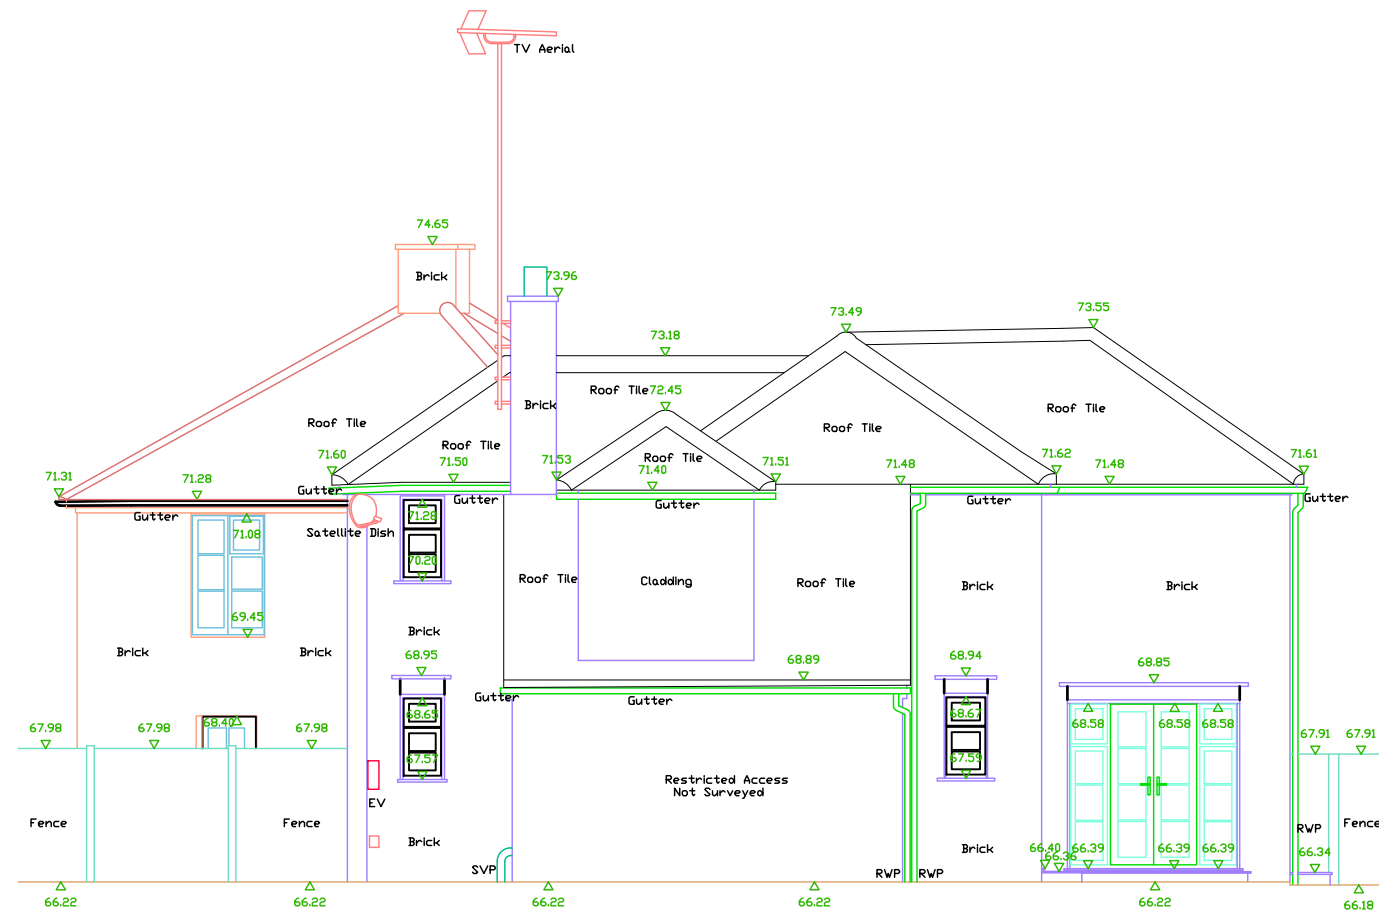 TV Aerial
74.65
Brick
73.96
73.49
73.55
73.18
Roof Tile
72.45
Brick
Roof Tile
Roof Tile
Roof Tile
Roof Tile
Roof Tile
71.60
71.50
71.53
71.40
71.51
71.48
71.62
71.48
71.61
71.31
71.28
Gutter
Gutter
Gutter
Gutter
Gutter
Gutter
71.28
71.08
Satellite Dish
70.20
Roof Tile
Cladding
Roof Tile
Brick
Brick
69.45
Brick
Brick
Brick
68.95
68.89
68.94
68.85
Gutter
Gutter
68.65
68.67
68.58
68.58
68.58
68.40
67.98
67.98
67.98
67.91
67.91
67.57
67.59
Restricted Access
Not Surveyed
EV
Fence
Fence
RWP
Fence
Brick
Brick
66.40
66.36
66.39
66.39
66.39
66.34
SVP
RWP
RWP
66.22
66.22
66.22
66.22
66.22
66.18